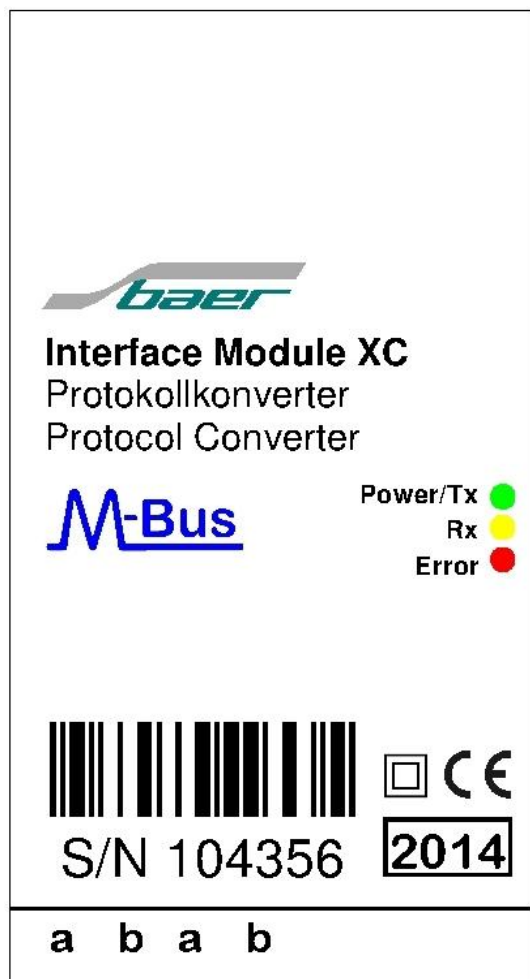 baer
Interface Module XC
Protokollkonverter
Protocol Converter
M-Bus
Power/Tx
Rx
Error
S/N 104356
CE
2014
a b a b